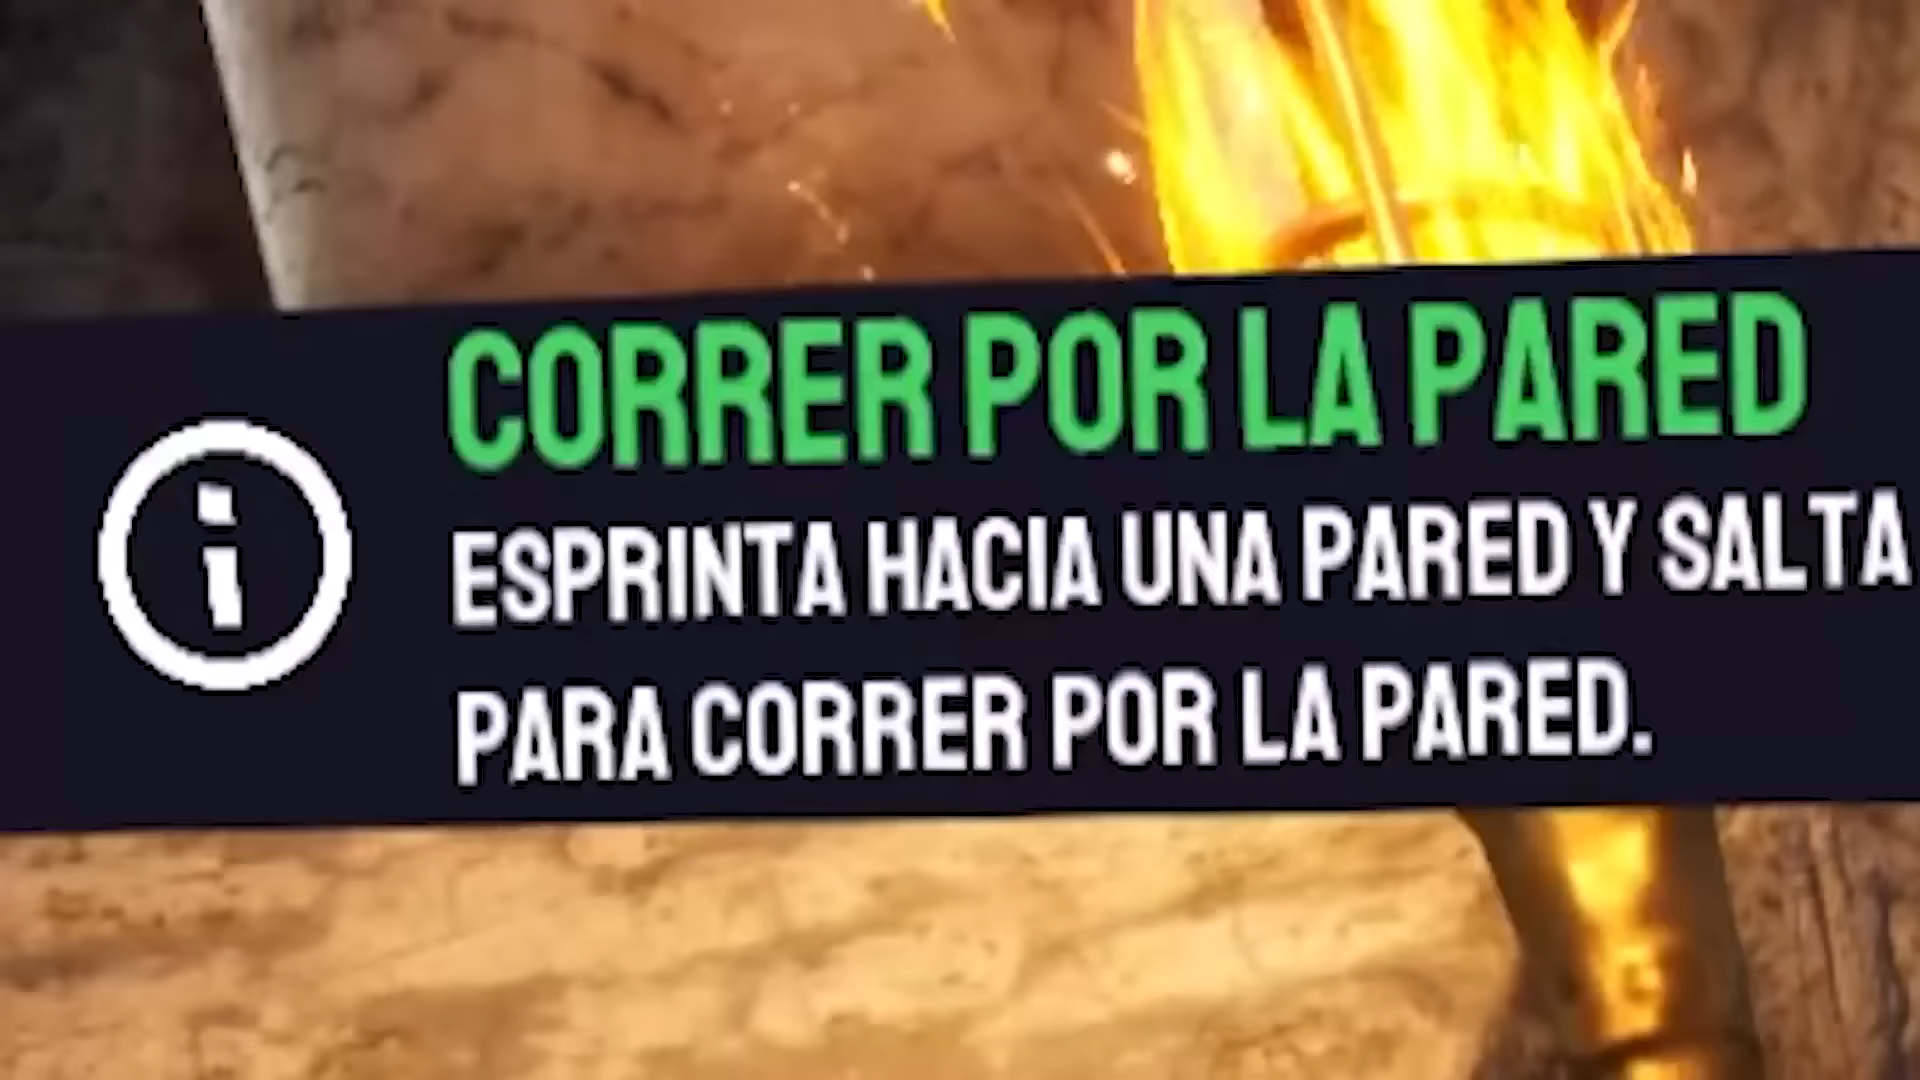 CORRER POR LA PARED
ESPRINTA HACIA UNA PARED Y SALTA
PARA CORRER POR LA PARED.